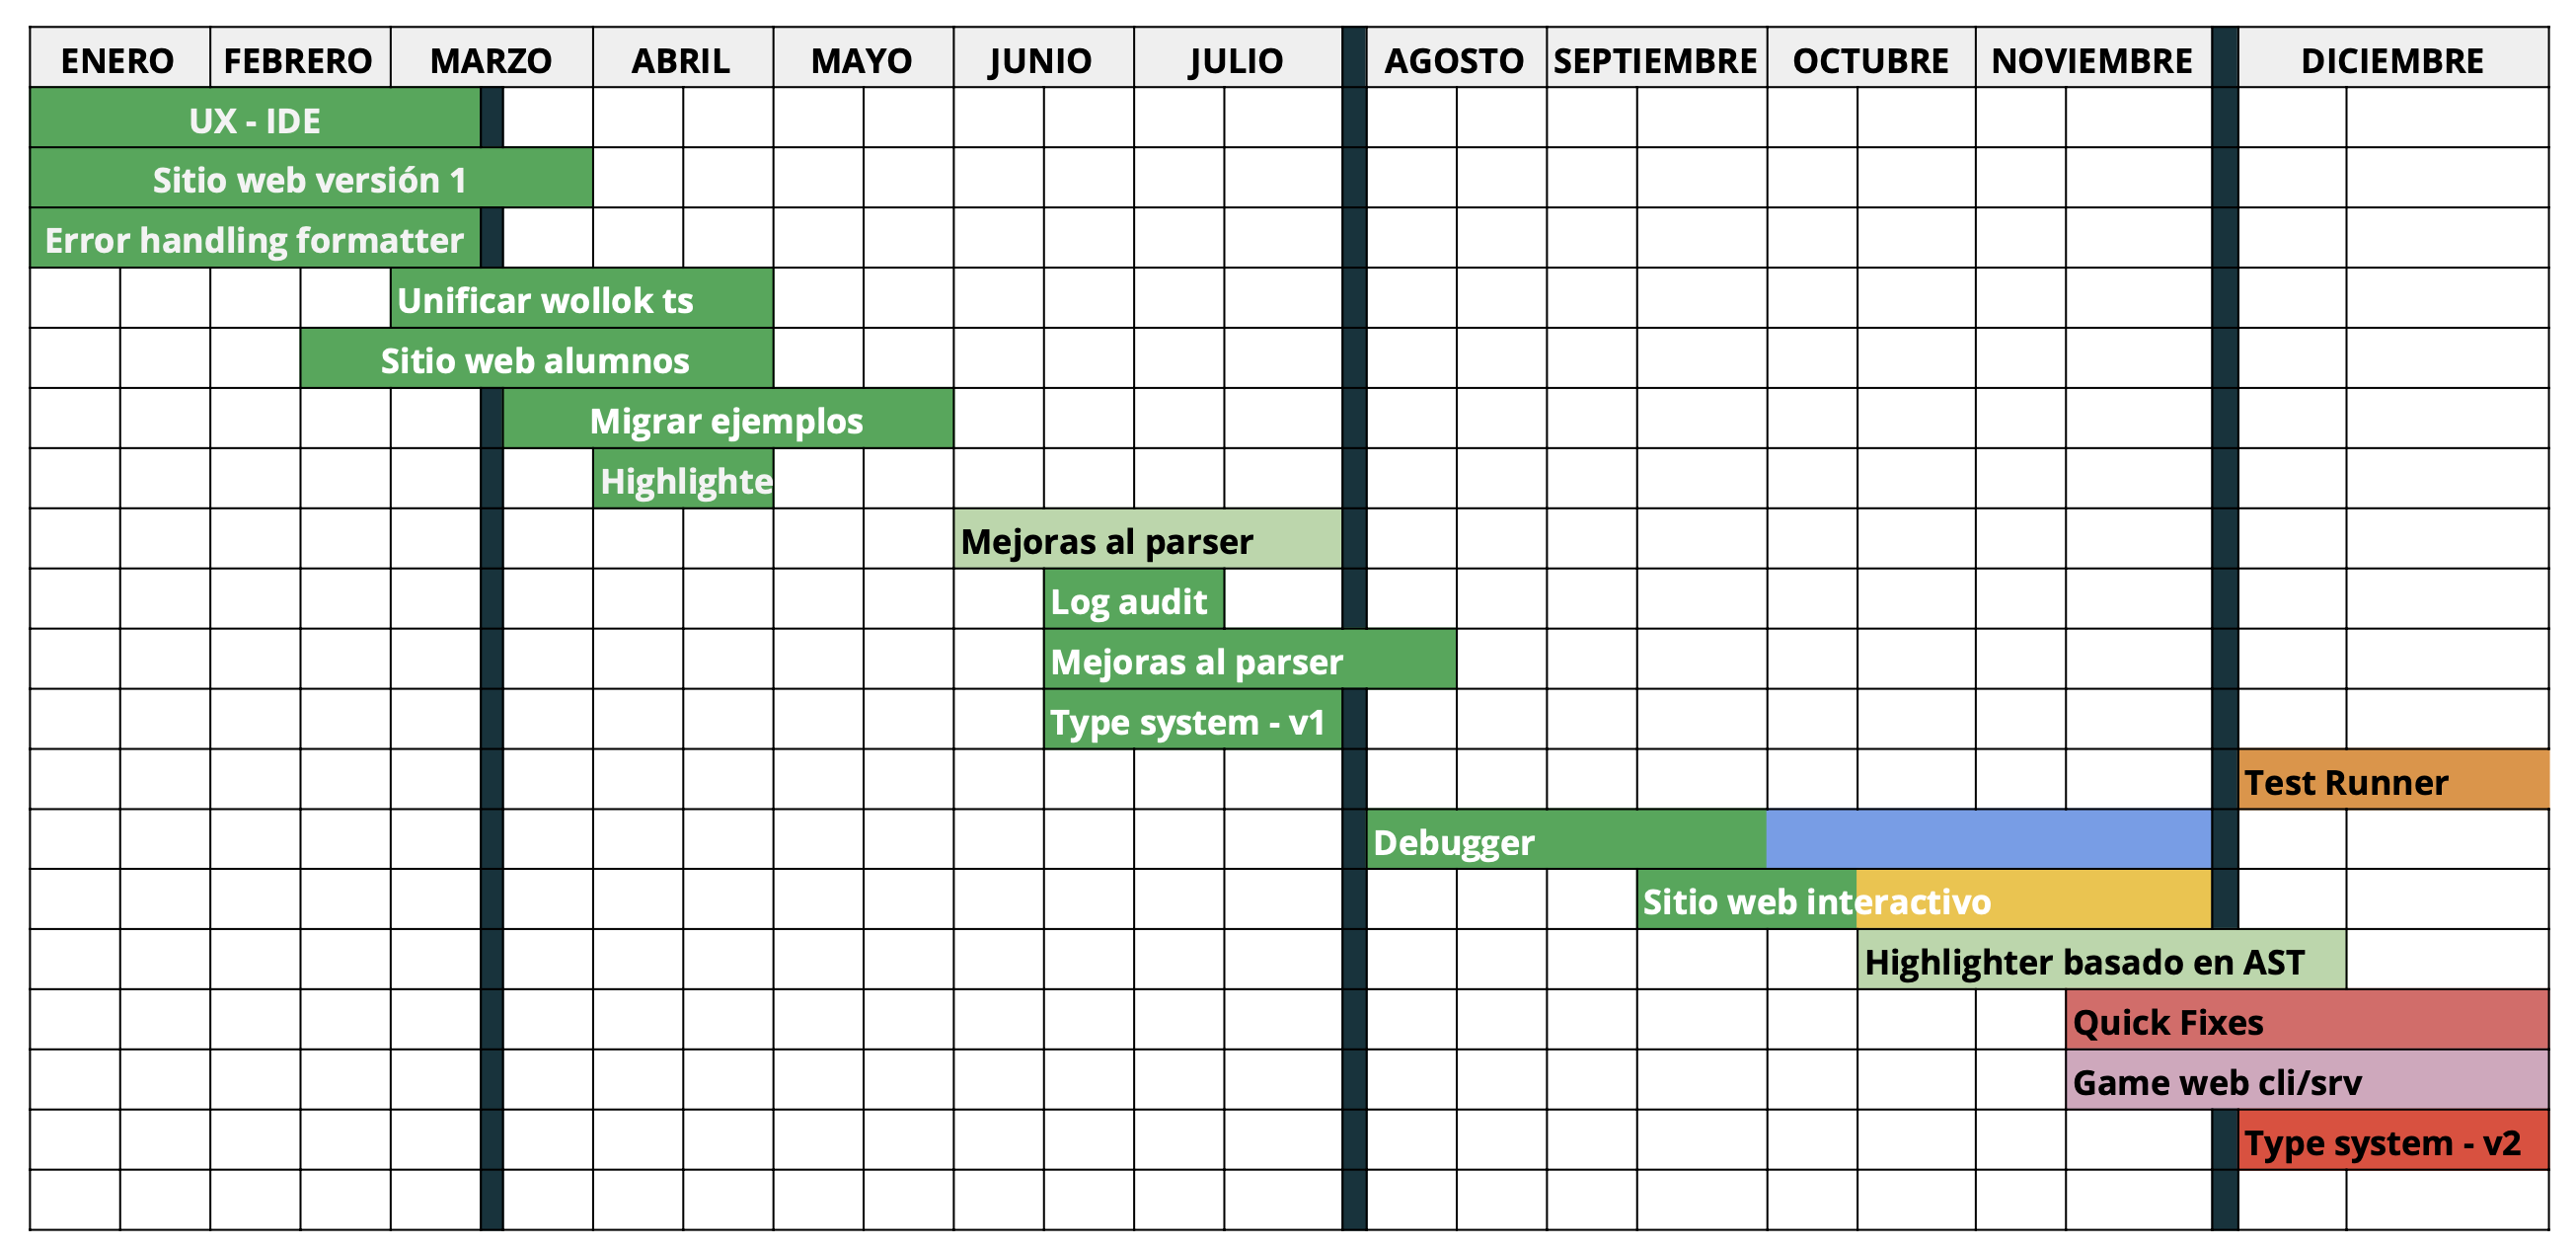 ENERO FEBRERO MARZO ABRIL MAYO JUNIO JULIO AGOSTO SEPTIEMBRE OCTUBRE NOVIEMBRE DICIEMBRE
UX - IDE
Sitio web versión 1
Error handling formatter
Unificar wollok ts
Sitio web alumnos
Migrar ejemplos
Highlighte
Mejoras al parser
Log audit
Mejoras al parser
Type system - v1
Test Runner
Debugger
Sitio web interactivo
Highlighter basado en AST
Quick Fixes
Game web cli/srv
Type system - v2